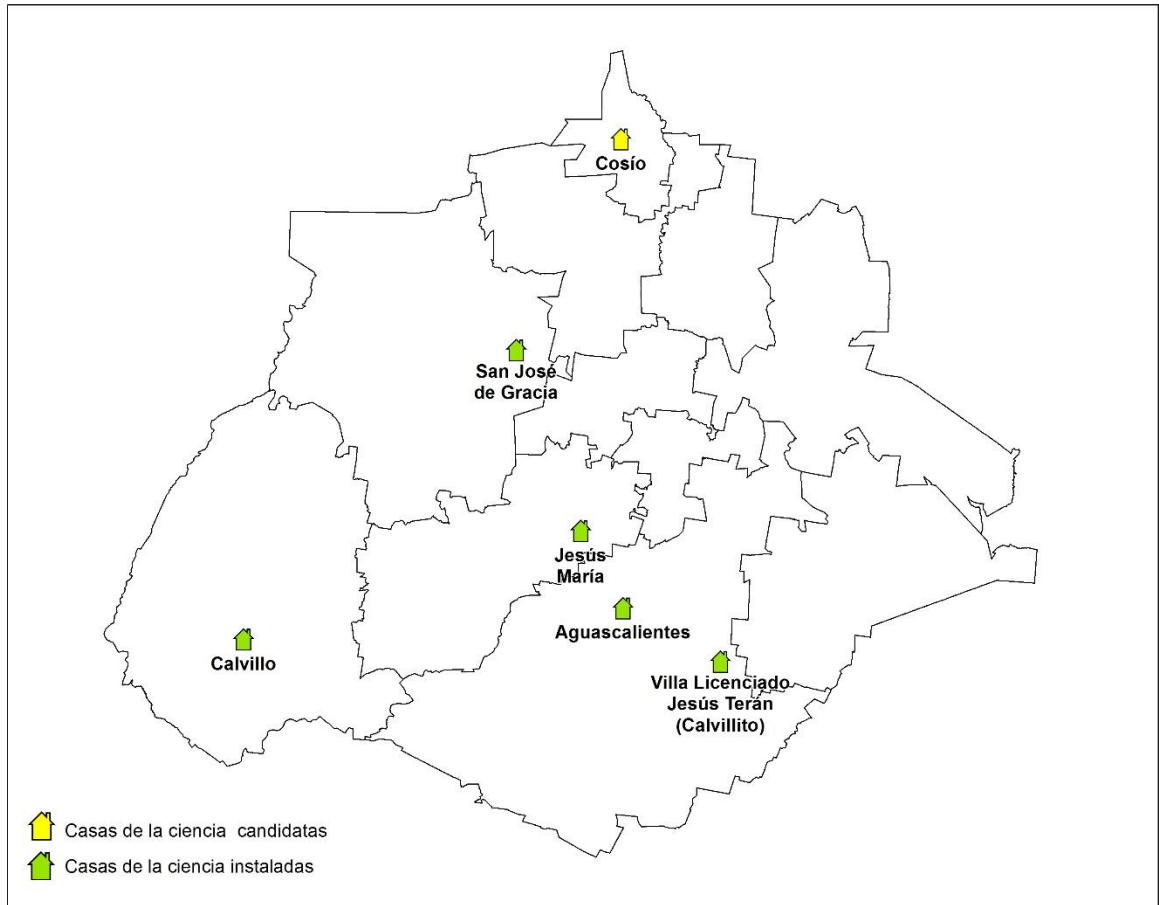 Cosío
San José
de Gracia
Jesús
María
Aguascalientes
Calvillo
Villa Licenciado
Jesús Terán
(Calvillito)
Casas de la ciencia candidatas
Casas de la ciencia instaladas